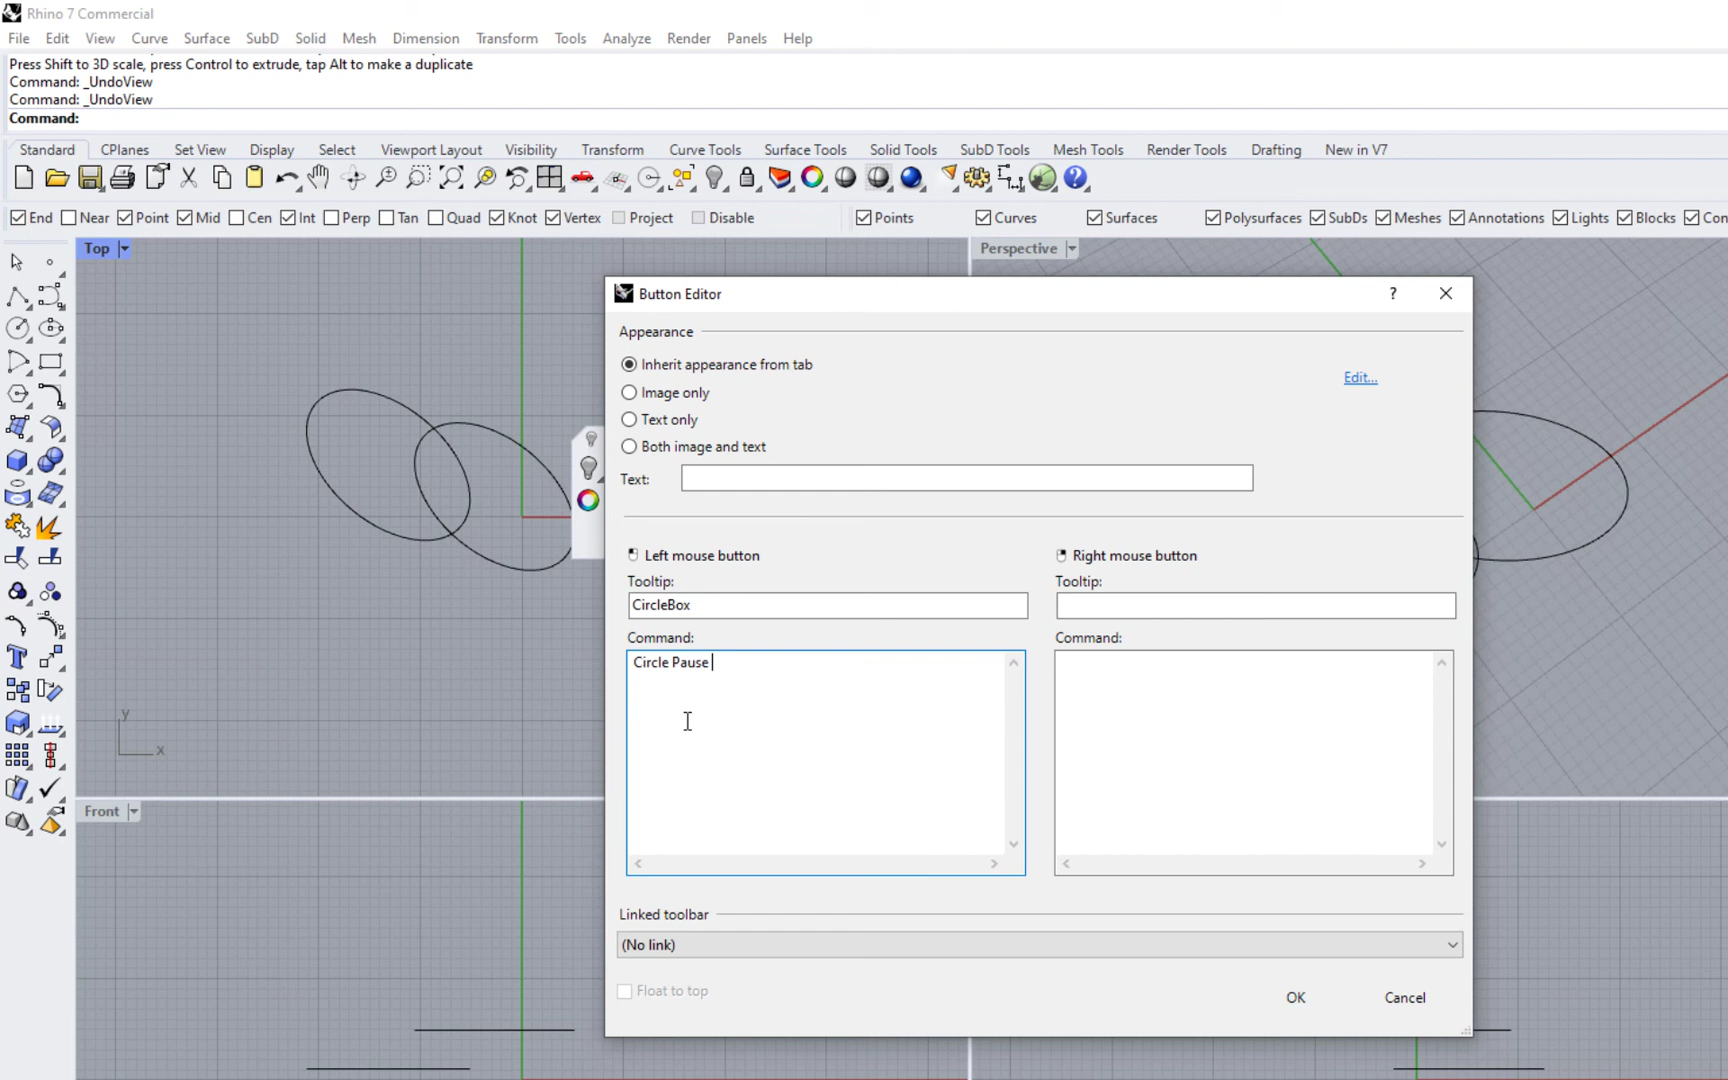 Rhino 7 Commercial
File Edit View Curve Surface SubD Solid Mesh Dimension Transform Tools Analyze Render Panels Help
Press Shift to 3D scale, press Control to extrude, tap Alt to make a duplicate
Command: _UndoView
Command: _UndoView
Command:
Standard CPlanes Set View Display Select Viewport Layout Visibility Transform Curve Tools Surface Tools Solid Tools SubD Tools Mesh Tools Render Tools Drafting New in V7
End Near Point Mid Cen Int Perp Tan Quad Knot Vertex Project Disable Points Curves Surfaces Polysurfaces SubDs Meshes Annotations Lights Blocks Con
Top Perspective
Button Editor ?
Appearance
Inherit appearance from tab
Edit...
Image only
Text only
Both image and text
Text:
Left mouse button Right mouse button
Tooltip: Tooltip:
CircleBox
Command: Command:
Circle Pause
y
x
Front
Linked toolbar
(No link)
Float to top
OK Cancel